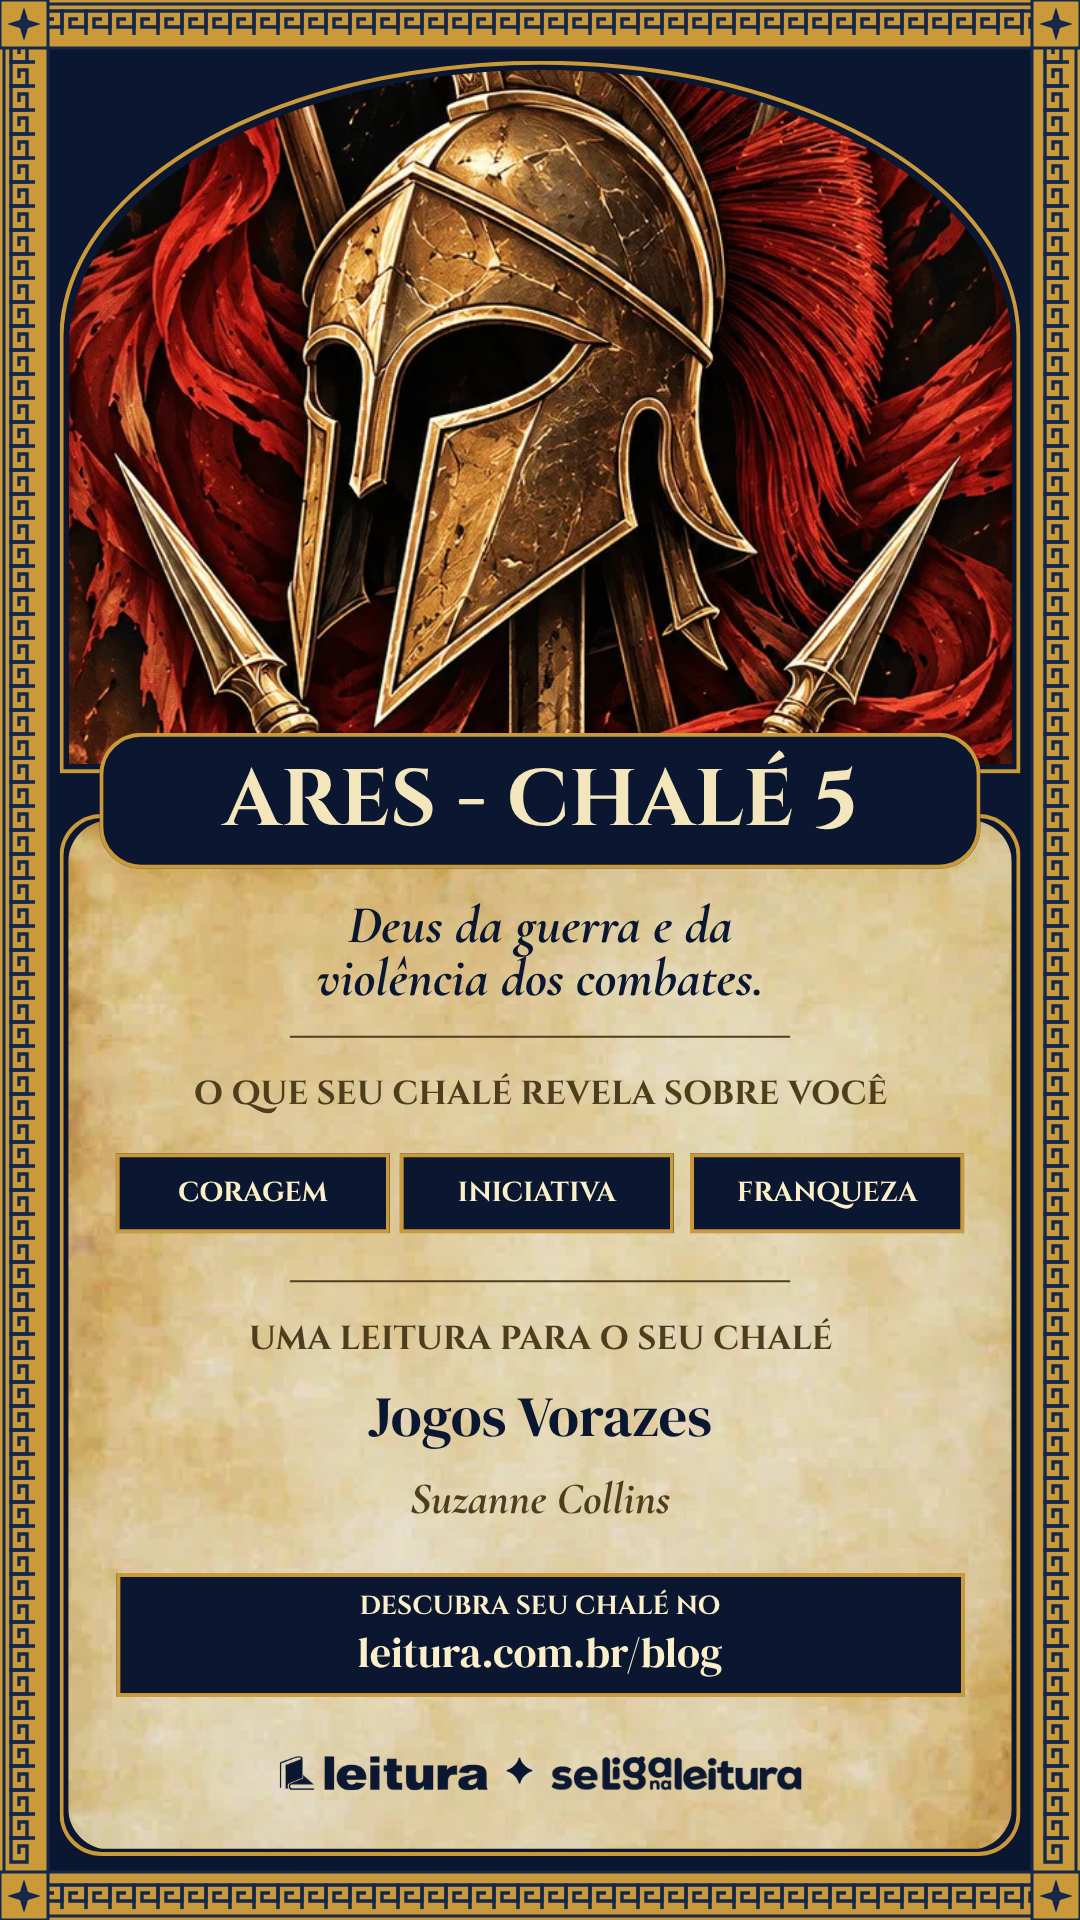 ARES - CHALÉ 5
Deus da guerra e da
violência dos combates.
O QUE SEU CHALÉ REVELA SOBRE VOCÊ
CORAGEM
INICIATIVA
FRANQUEZA
UMA LEITURA PARA O SEU CHALÉ
Jogos Vorazes
Suzanne Collins
DESCUBRA SEU CHALÉ NO
leitura.com.br/blog
leitura
seliganaleitura